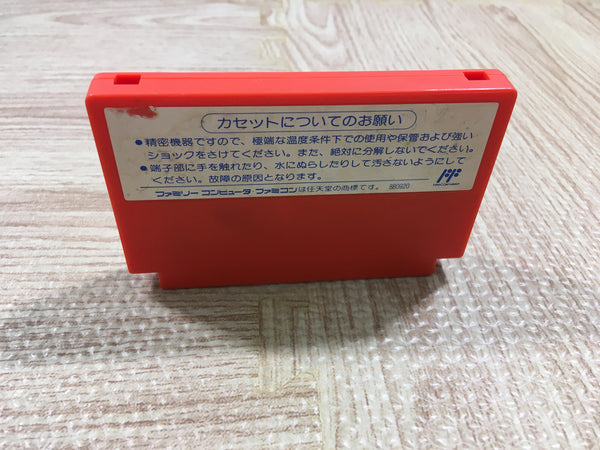 カセットについてのお願い
●精密機器ですので、極端な温度条件下での使用や保管および強い
ショックをさけてください。また、絶対に分解しないでください。
●端子部に手を触れたり、水にぬらしたりして汚さないようにして
ください。故障の原因となります。
ファミリー コンピュータ・ファミコンは任天堂の商標です。 880920